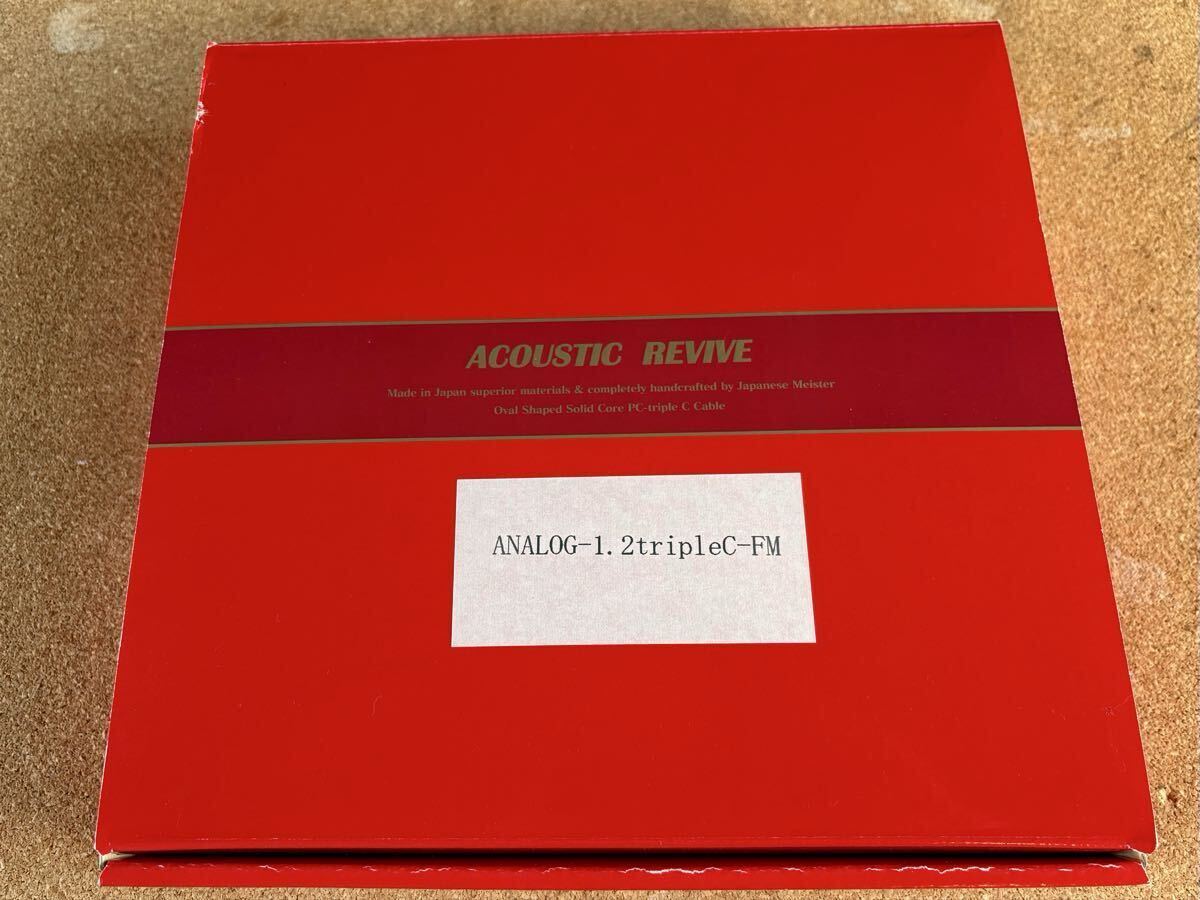 ACOUSTIC REVIVE
Made in Japan superior materials & completely handcrafted by Japanese Meister
Oval Shaped Solid Core PC-triple C Cable
ANALOG-1.2tripleC-FM